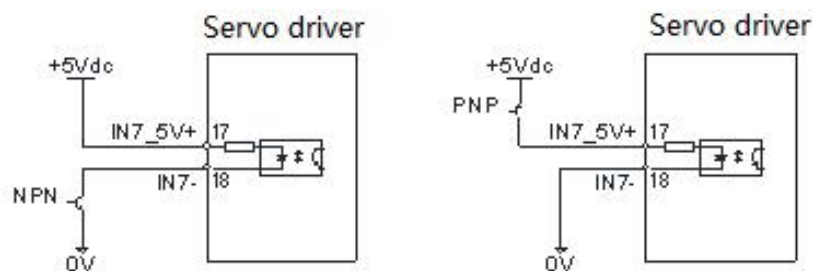 Servo driver
+5Vdc
IN7_5V+ 17
IN7- 18
NPN
0V
Servo driver
+5Vdc
PNP
IN7_5V+ 17
IN7- 18
0V